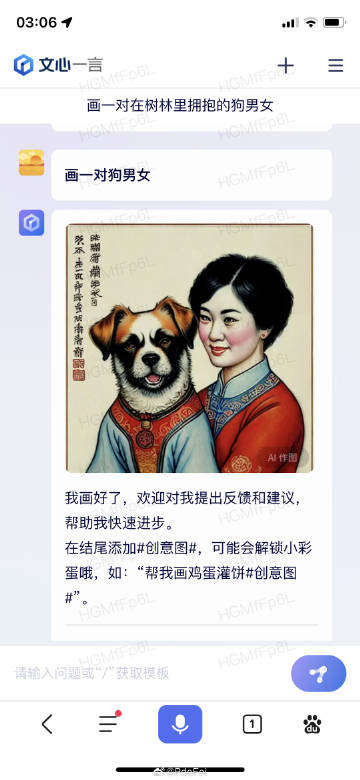 03:06
文心一言
画一对在树林里拥抱的狗男女
画一对狗男女
AI 作图
我画好了，欢迎对我提出反馈和建议，
帮助我快速进步。
在结尾添加#创意图#，可能会解锁小彩
蛋哦，如：“帮我画鸡蛋灌饼#创意图
#”。
请输入问题或“/”获取模板
1
du
HGMfFp6L